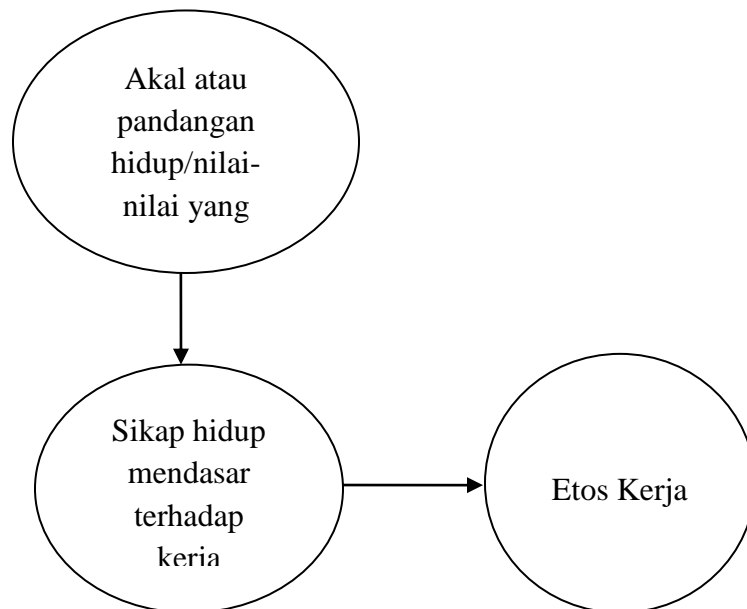 Akal atau
pandangan
hidup/nilai-
nilai yang
Sikap hidup
mendasar
terhadap
kerja
Etos Kerja